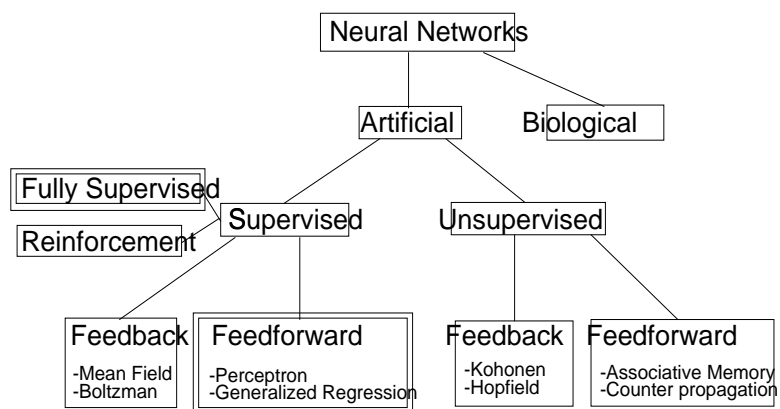 Neural Networks
Artificial
Biological
Fully Supervised
Supervised
Unsupervised
Reinforcement
Feedback
-Mean Field
-Boltzman
Feedforward
-Perceptron
-Generalized Regression
Feedback
-Kohonen
-Hopfield
Feedforward
-Associative Memory
-Counter propagation